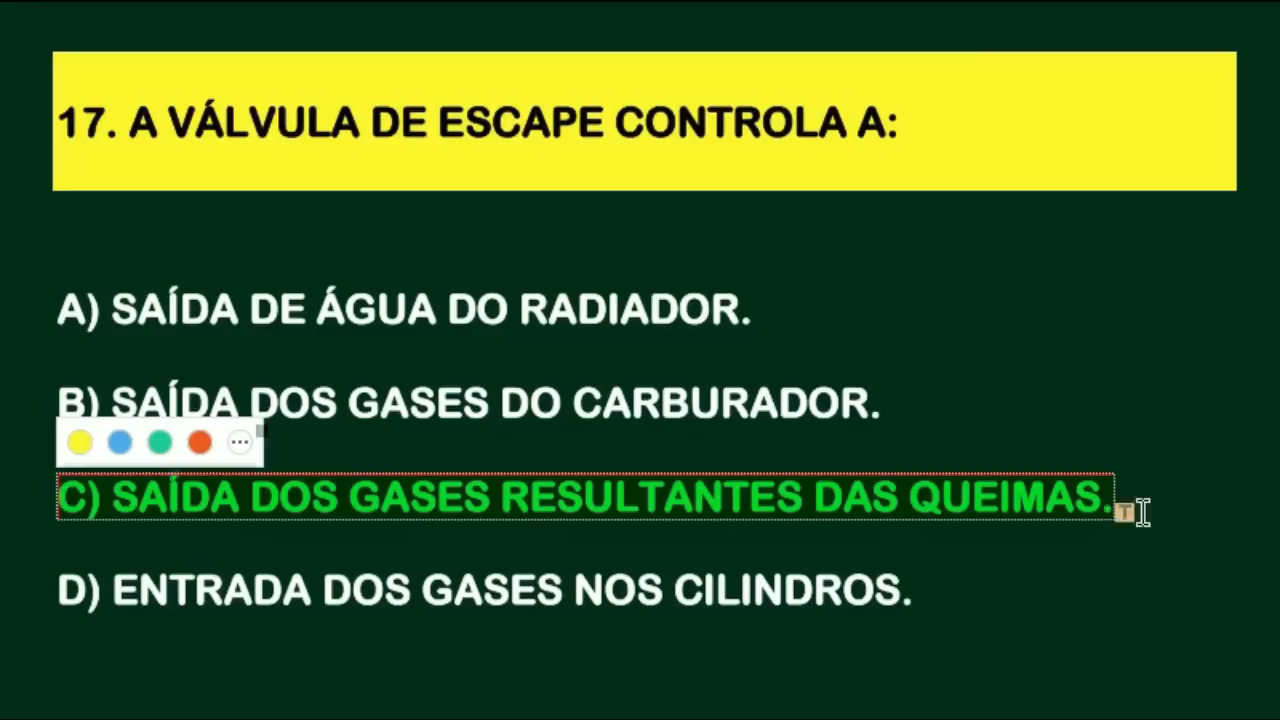 17. A VÁLVULA DE ESCAPE CONTROLA A:
A) SAÍDA DE ÁGUA DO RADIADOR.
B) SAÍDA DOS GASES DO CARBURADOR.
C) SAÍDA DOS GASES RESULTANTES DAS QUEIMAS.
T
D) ENTRADA DOS GASES NOS CILINDROS.